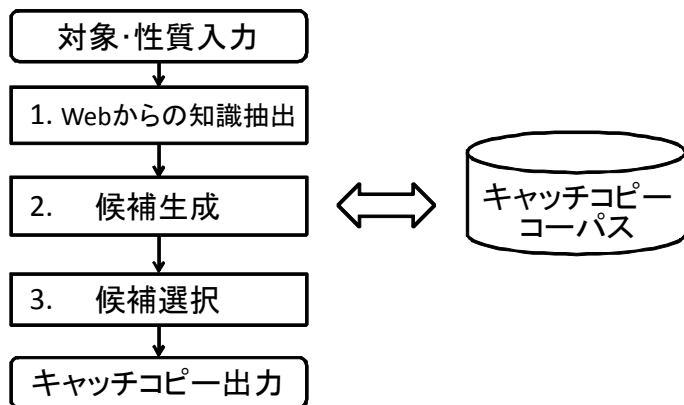 対象・性質入力
1. Webからの知識抽出
2. 候補生成
キャッチコピー
コーパス
3. 候補選択
キャッチコピー出力